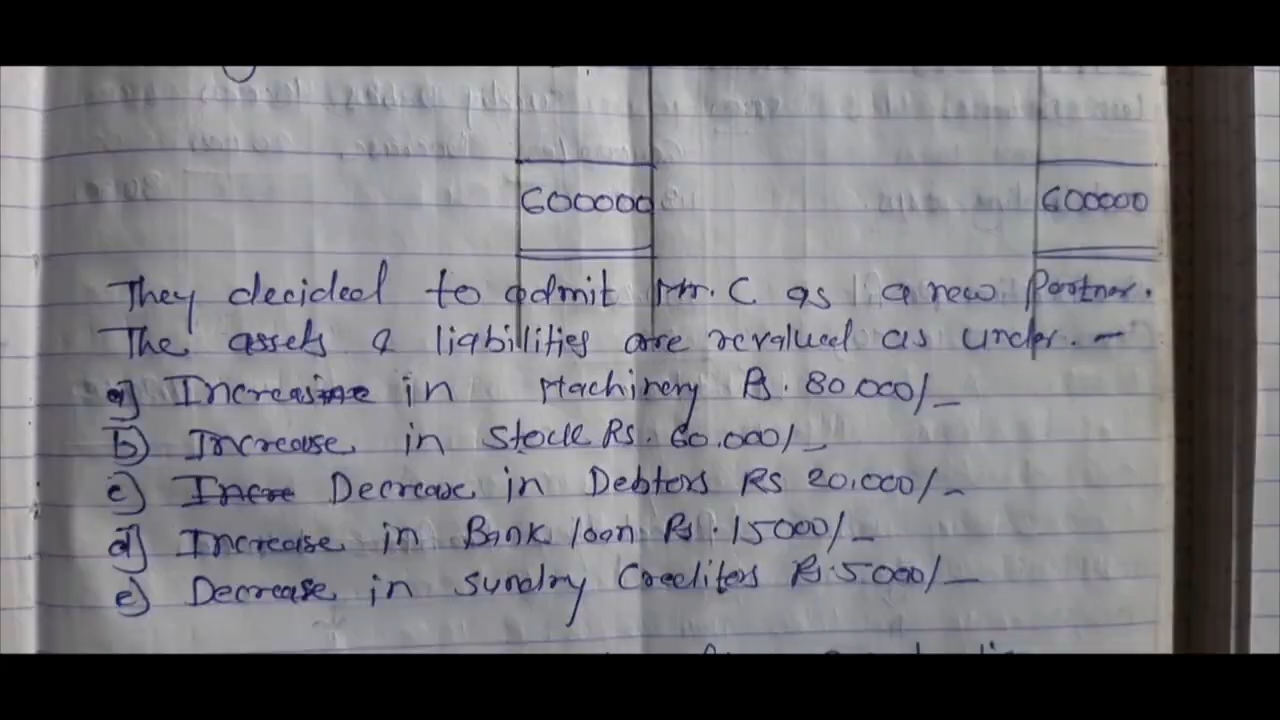 600000 600000
They decided to admit Mr. C as a new Partner.
The assets & liabilities are revalued as under. -
a) Increase in Machinery Rs. 80.000/-
b) Increase in Stock Rs. 60.000/-
c) Incre Decrease in Debtors Rs 20.000/-
d) Increase in Bank loan Rs. 15000/-
e) Decrease in Sundry Creditors Rs. 5000/-